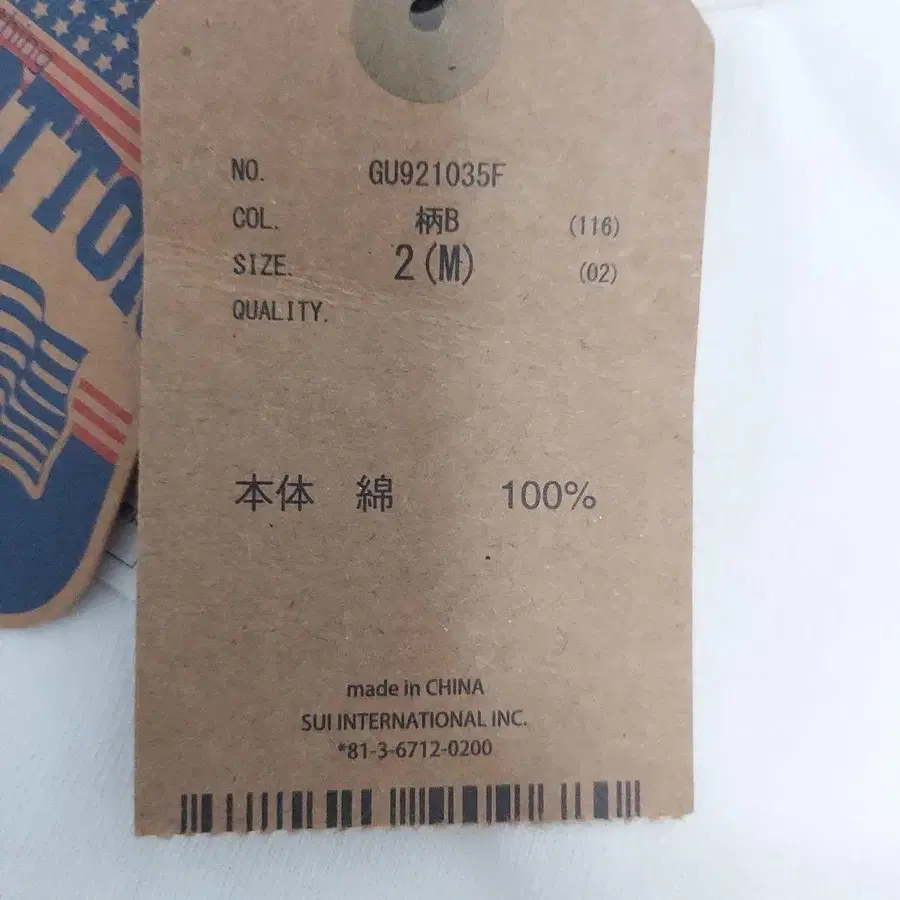 NO. GU921035F
COL. 柄B (116)
SIZE. 2(M) (02)
QUALITY.
本体 綿 100%
made in CHINA
SUI INTERNATIONAL INC.
*81-3-6712-0200